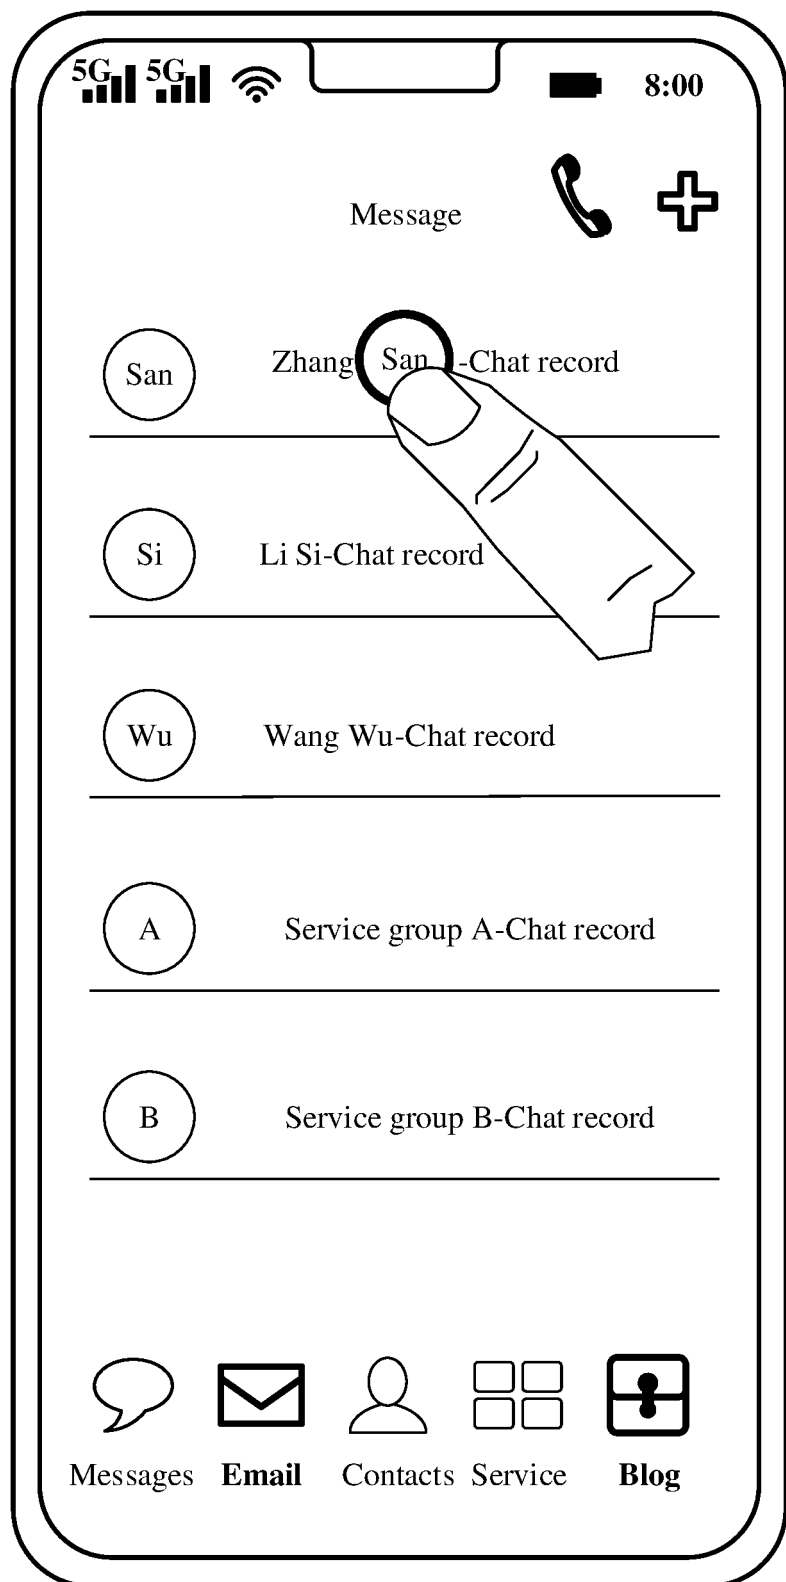 5G 5G 8:00
Message
San Zhang San -Chat record
Si Li Si-Chat record
Wu Wang Wu-Chat record
A Service group A-Chat record
B Service group B-Chat record
Messages Email Contacts Service Blog